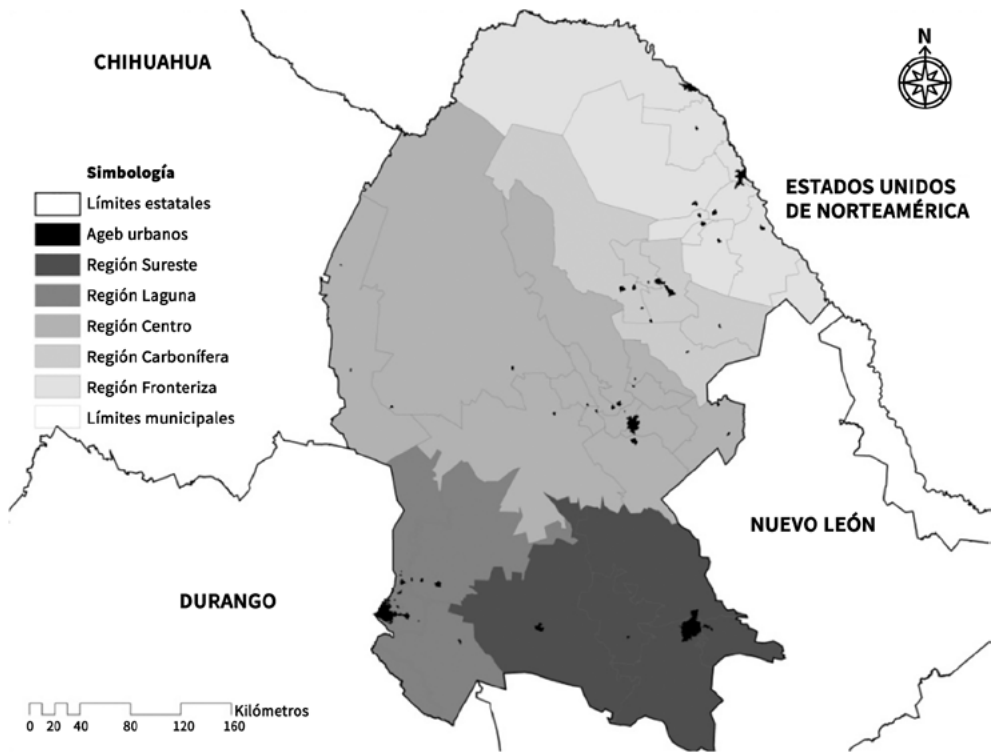 CHIHUAHUA
N
Simbología
Límites estatales
Ageb urbanos
Región Sureste
Región Laguna
Región Centro
Región Carbonífera
Región Fronteriza
Límites municipales
ESTADOS UNIDOS
DE NORTEAMÉRICA
NUEVO LEÓN
DURANGO
Kilómetros
0 20 40 80 120 160